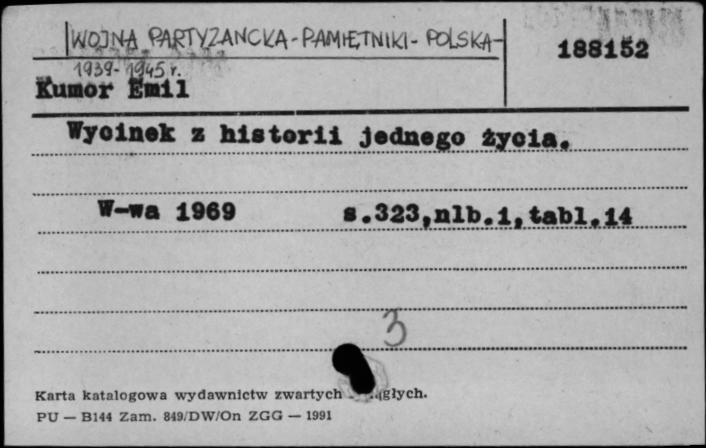 WOJNA PARTYZANCKA - PAMIĘTNIKI - POLSKA -
188152
1939-1945 r.
Kumor Emil
Wycinek z historii jednego życia.
W-wa 1969 s.323,nlb.1,tabl.14
3
Karta katalogowa wydawnictw zwartych
PU — B144 Zam. 849/DW/On ZGG — 1991